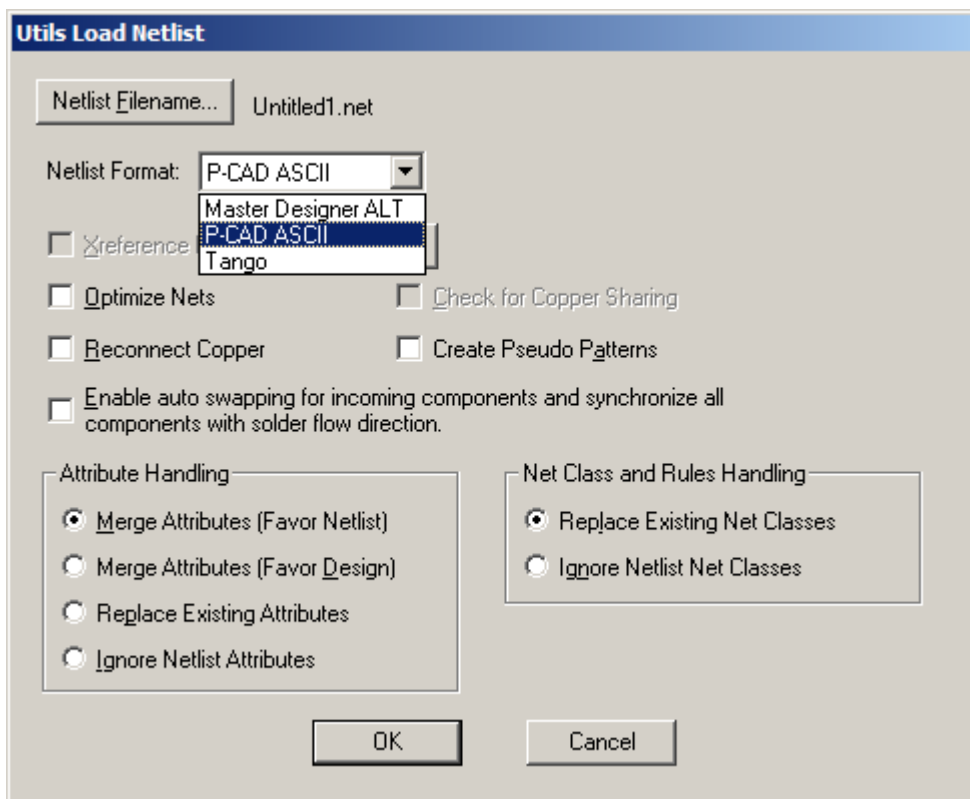 Utils Load Netlist
Netlist Filename... Untitled1.net
Netlist Format: P-CAD ASCII
Master Designer ALT
P-CAD ASCII
Xreference
Tango
Optimize Nets Check for Copper Sharing
Reconnect Copper Create Pseudo Patterns
Enable auto swapping for incoming components and synchronize all
components with solder flow direction.
Attribute Handling Net Class and Rules Handling
Merge Attributes (Favor Netlist) Replace Existing Net Classes
Merge Attributes (Favor Design) Ignore Netlist Net Classes
Replace Existing Attributes
Ignore Netlist Attributes
OK Cancel